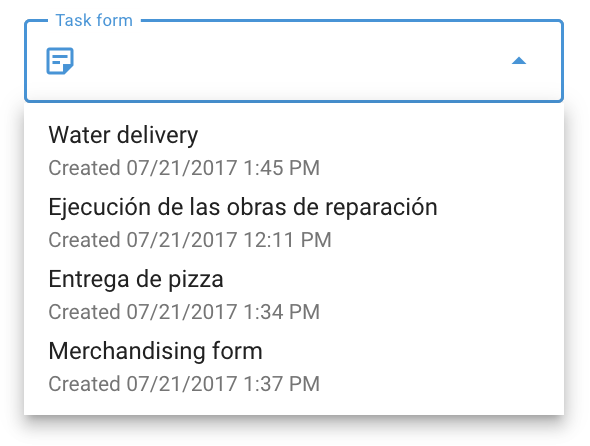 Task form
Water delivery
Created 07/21/2017 1:45 PM
Ejecución de las obras de reparación
Created 07/21/2017 12:11 PM
Entrega de pizza
Created 07/21/2017 1:34 PM
Merchandising form
Created 07/21/2017 1:37 PM